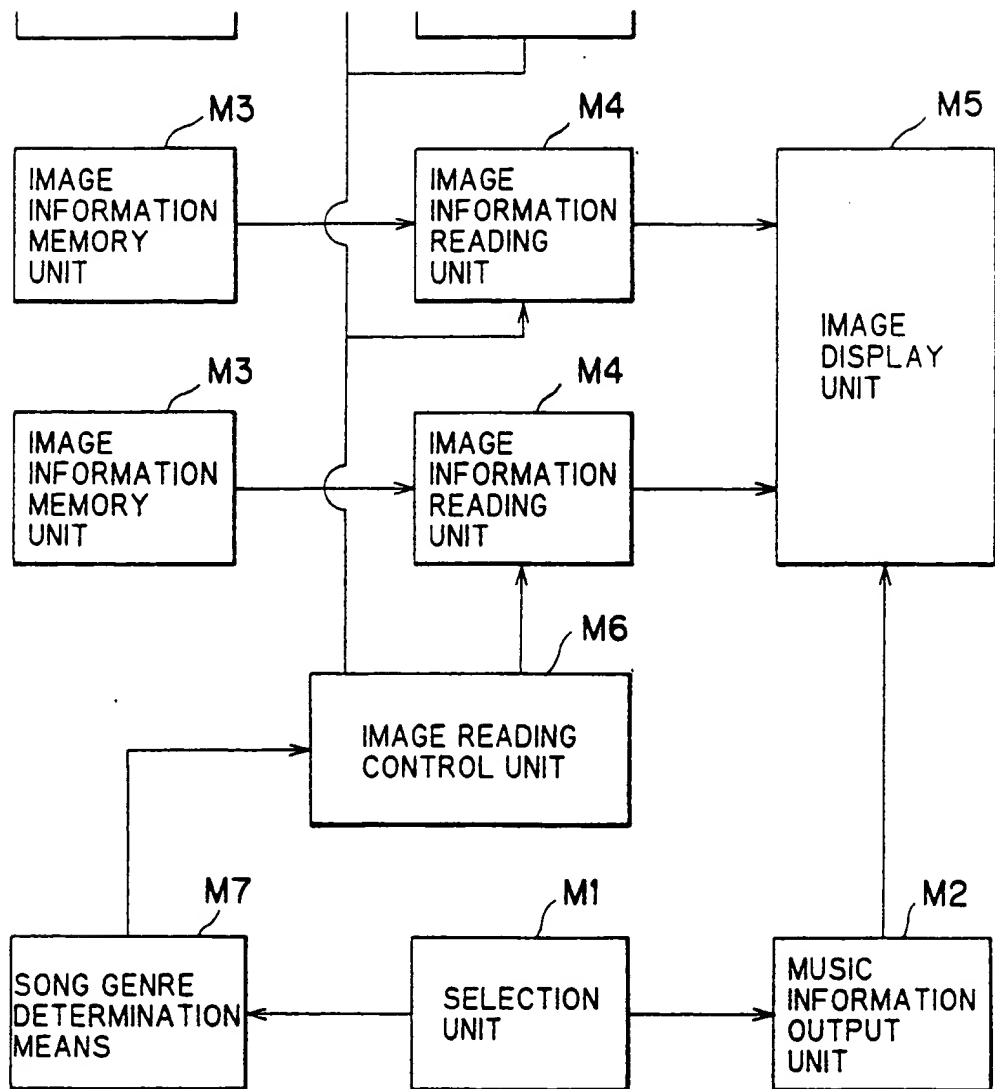 M3
M4
M5
IMAGE
INFORMATION
MEMORY
UNIT
IMAGE
INFORMATION
READING
UNIT
IMAGE
DISPLAY
UNIT
M3
M4
IMAGE
INFORMATION
MEMORY
UNIT
IMAGE
INFORMATION
READING
UNIT
M6
IMAGE READING
CONTROL UNIT
M7
M1
M2
SONG GENRE
DETERMINATION
MEANS
SELECTION
UNIT
MUSIC
INFORMATION
OUTPUT
UNIT